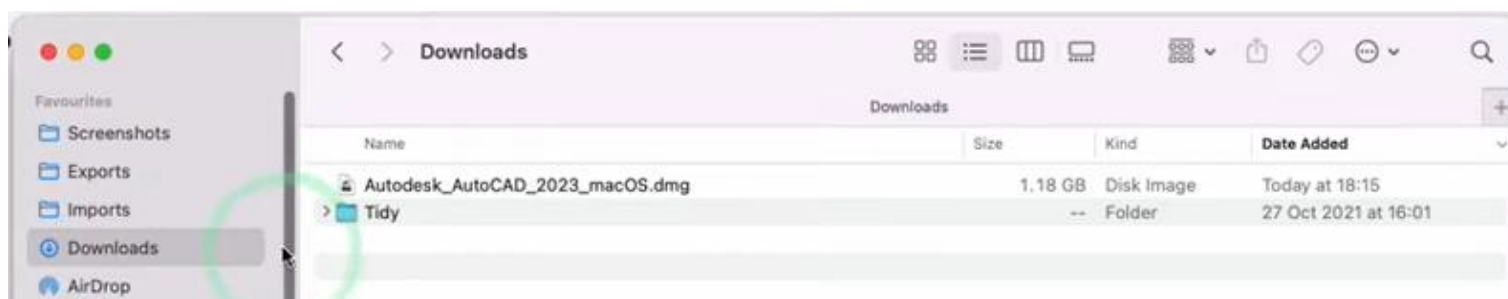 Downloads
Favourites
Downloads
Screenshots
Name Size Kind Date Added
Exports
Autodesk_AutoCAD_2023_macOS.dmg 1.18 GB Disk Image Today at 18:15
Imports
Tidy -- Folder 27 Oct 2021 at 16:01
Downloads
AirDrop